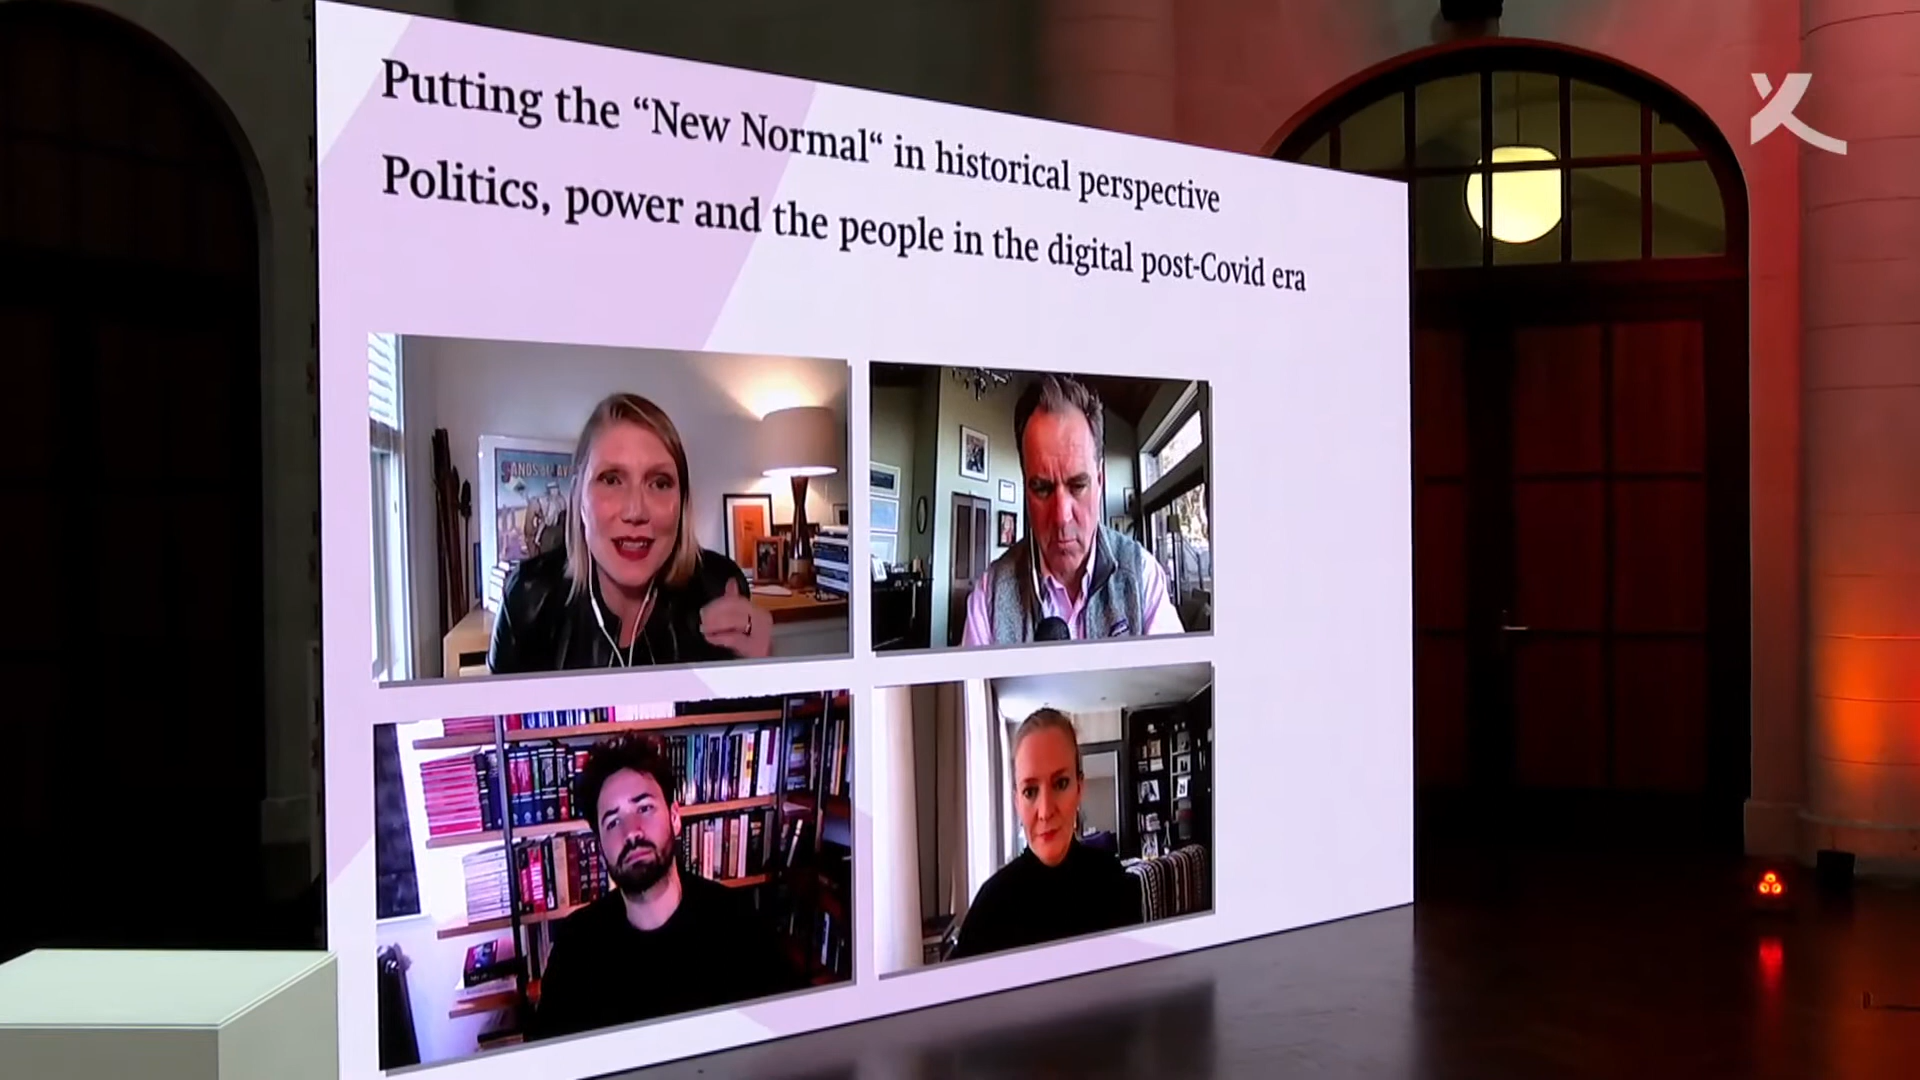 Putting the “New Normal“ in historical perspective
Politics, power and the people in the digital post-Covid era